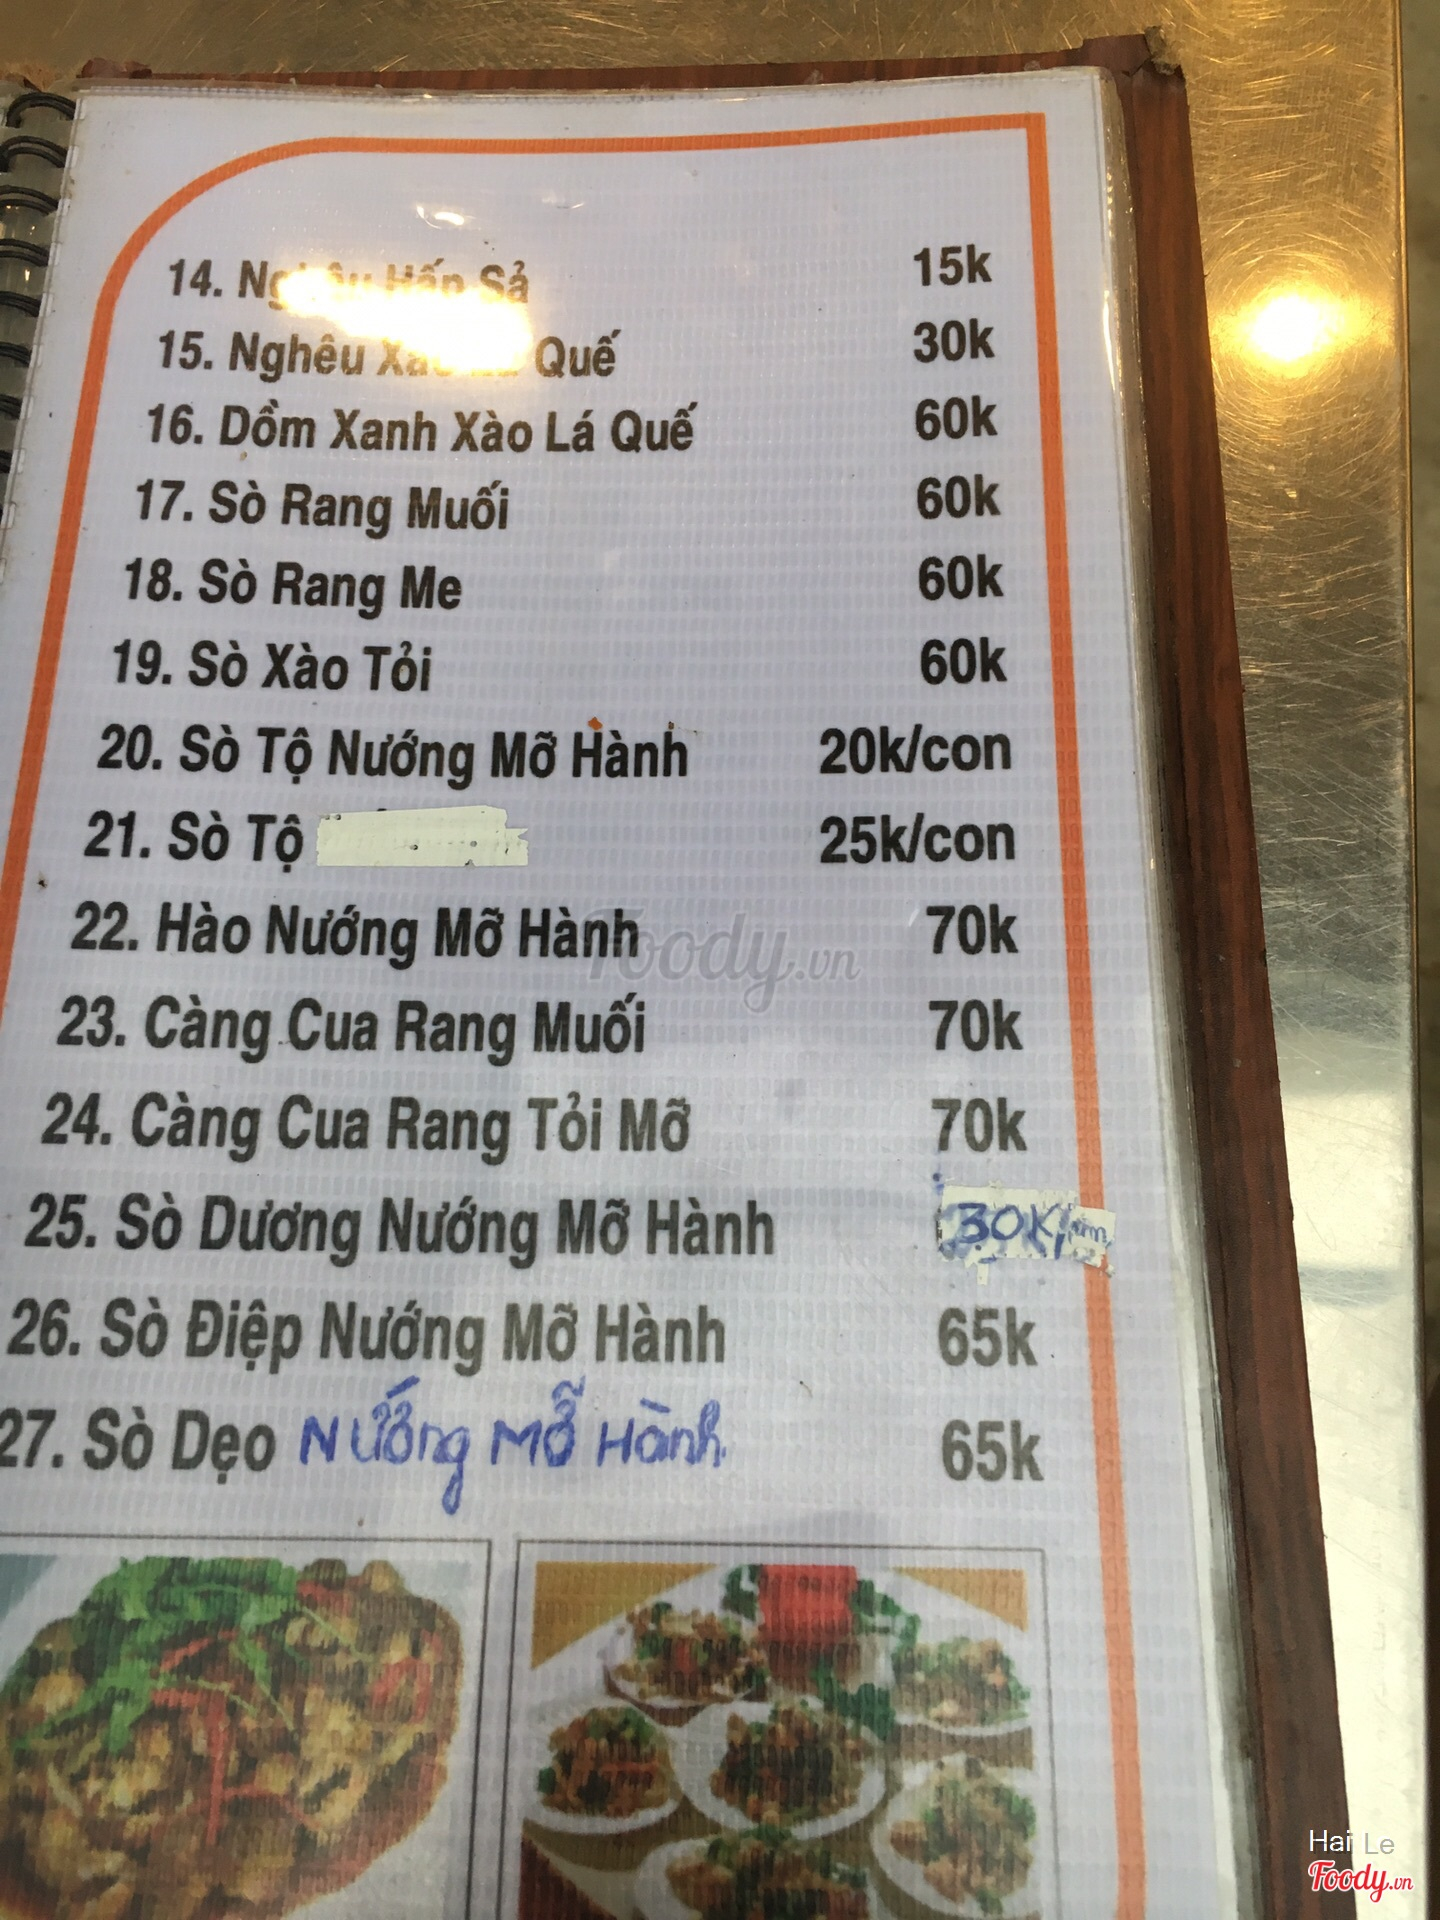 14. Nghêu Hấp Sả 15k
15. Nghêu Xào Lá Quế 30k
16. Dồm Xanh Xào Lá Quế 60k
17. Sò Rang Muối 60k
18. Sò Rang Me 60k
19. Sò Xào Tỏi 60k
20. Sò Tộ Nướng Mỡ Hành 20k/con
21. Sò Tộ 25k/con
22. Hào Nướng Mỡ Hành 70k
23. Càng Cua Rang Muối 70k
24. Càng Cua Rang Tỏi Mỡ 70k
25. Sò Dương Nướng Mỡ Hành 30K/
26. Sò Điệp Nướng Mỡ Hành 65k
27. Sò Dẹo Nướng Mỡ Hành 65k
Foody.vn
Hai Le
Foody.vn